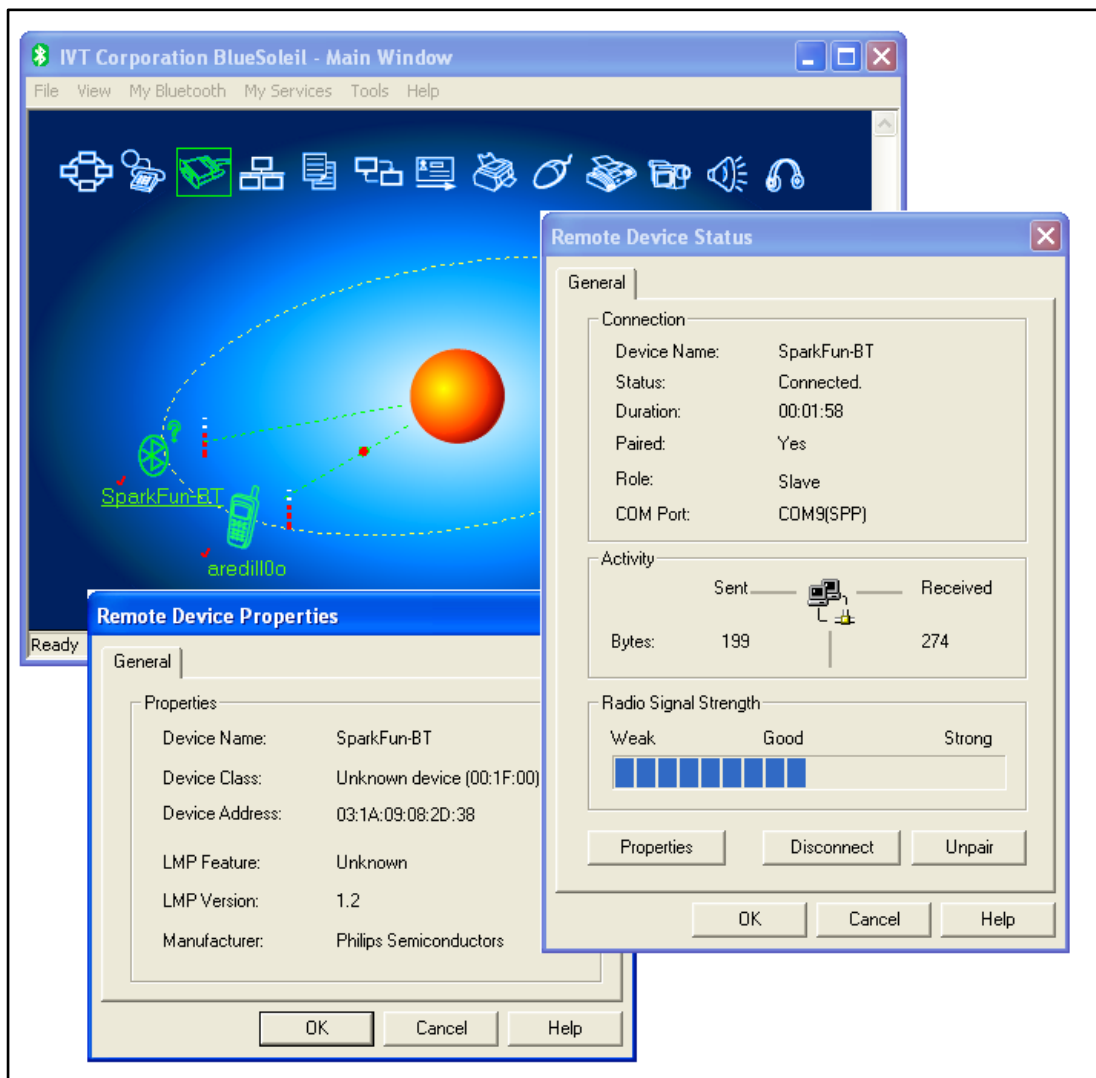 IVT Corporation BlueSoleil - Main Window
File View My Bluetooth My Services Tools Help
SparkFun-BT
aredill0o
Ready
Remote Device Properties
General
Properties
Device Name: SparkFun-BT
Device Class: Unknown device (00:1F:00)
Device Address: 03:1A:09:08:2D:38
LMP Feature: Unknown
LMP Version: 1.2
Manufacturer: Philips Semiconductors
OK Cancel Help
Remote Device Status
General
Connection
Device Name: SparkFun-BT
Status: Connected.
Duration: 00:01:58
Paired: Yes
Role: Slave
COM Port: COM9(SPP)
Activity
Sent Received
Bytes: 199 274
Radio Signal Strength
Weak Good Strong
Properties Disconnect Unpair
OK Cancel Help